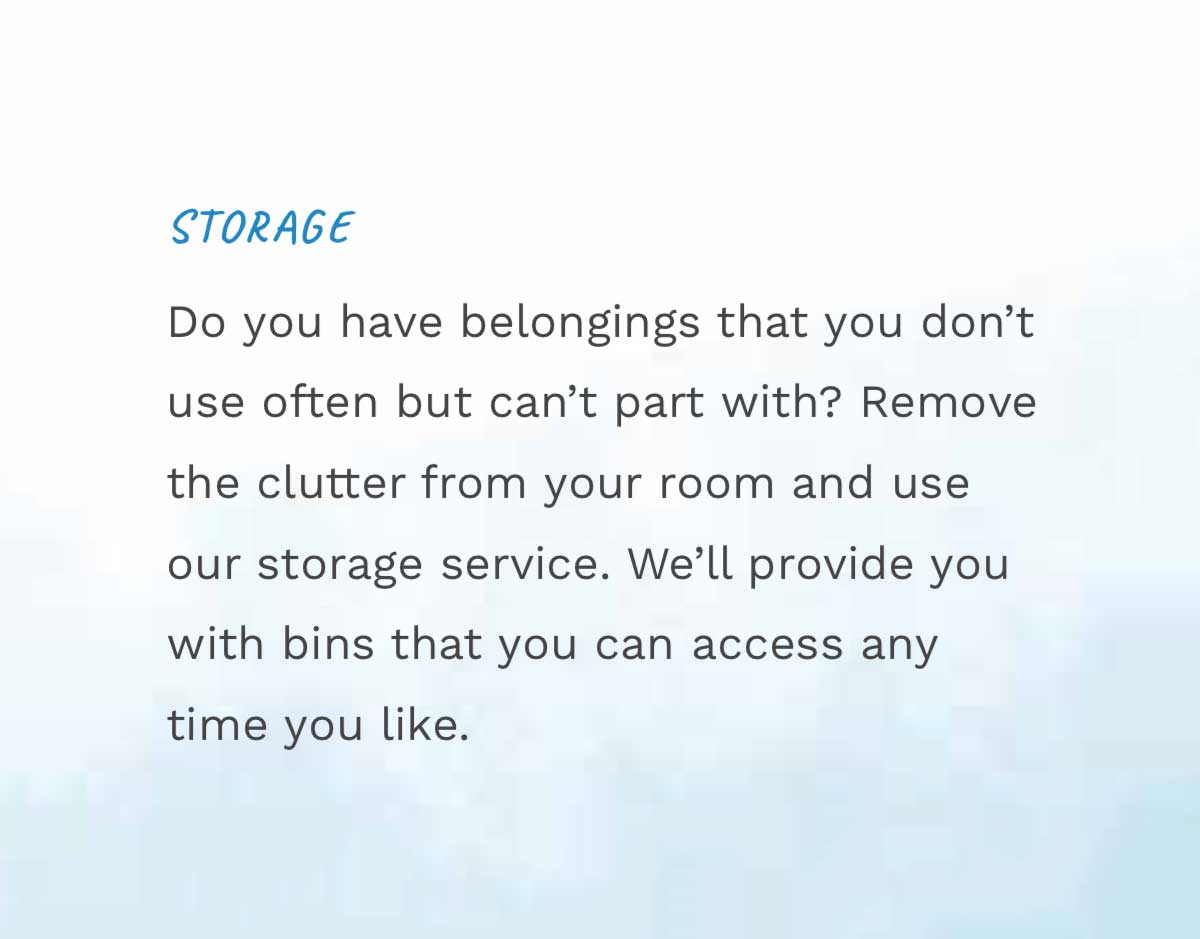 STORAGE
Do you have belongings that you don’t
use often but can’t part with? Remove
the clutter from your room and use
our storage service. We’ll provide you
with bins that you can access any
time you like.